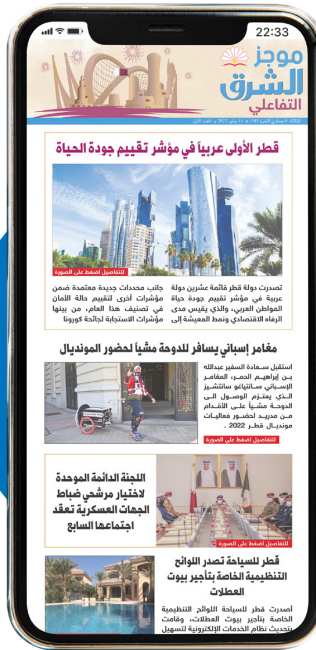 22:33
موجز
الشرق
التفاعلي
قطر الأولى عربياً في مؤشر تقييم جودة الحياة
للتفاصيل اضغط على الصورة
تصدرت دولة قطر قائمة عشرين دولة
عربية في مؤشر تقييم جودة حياة
المواطن العربي، والذي يقيس مدى
الرفاه الاقتصادي ونمط المعيشة إلى
جانب محددات جديدة معتمدة ضمن
مؤشرات أخرى لتقييم حالة الأمان
في تصنيف هذا العام، من بينها
مؤشرات الاستجابة لجائحة كورونا
مغامر إسباني يسافر للدوحة مشياً لحضور المونديال
استقبل سعادة السفير عبدالله
بن إبراهيم الحمر، المغامر
الإسباني سانتياغو سانتشيز
الذي يعتزم الوصول الى
الدوحة مشياً على الأقدام
من مدريد لحضور فعاليات
مونديال قطر 2022 .
للتفاصيل اضغط على الصورة
اللجنة الدائمة الموحدة
لاختيار مرشحي ضباط
الجهات العسكرية تعقد
اجتماعها السابع
للتفاصيل اضغط على الصورة
قطر للسياحة تصدر اللوائح
التنظيمية الخاصة بتأجير بيوت
العطلات
أصدرت قطر للسياحة اللوائح التنظيمية
الخاصة بتأجير بيوت العطلات، وقامت
بتحديث نظام الخدمات الإلكترونية لتسهيل